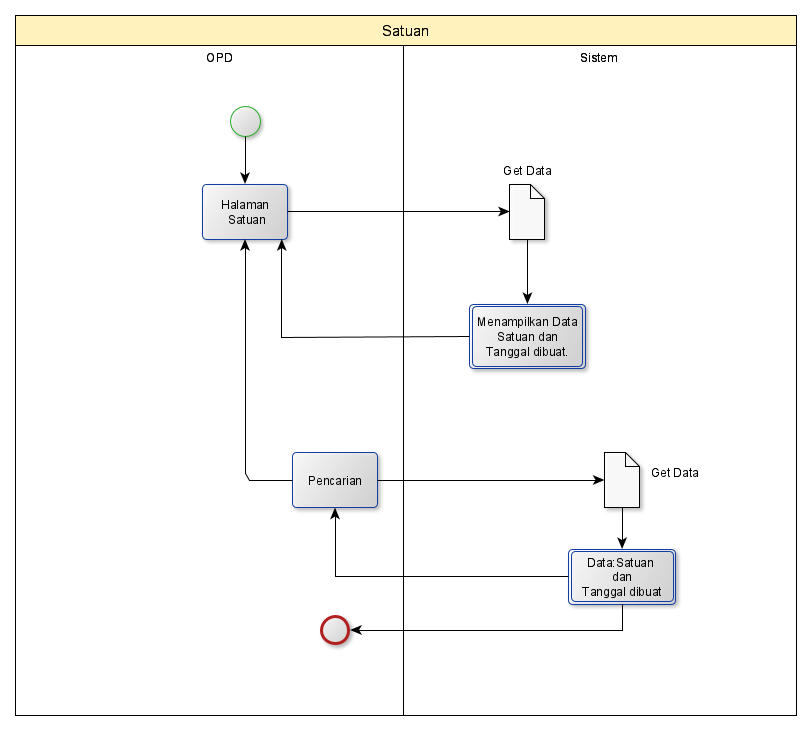 Satuan
OPD
Sistem
Get Data
Halaman
Satuan
Menampilkan Data
Satuan dan
Tanggal dibuat.
Pencarian
Get Data
Data:Satuan
dan
Tanggal dibuat